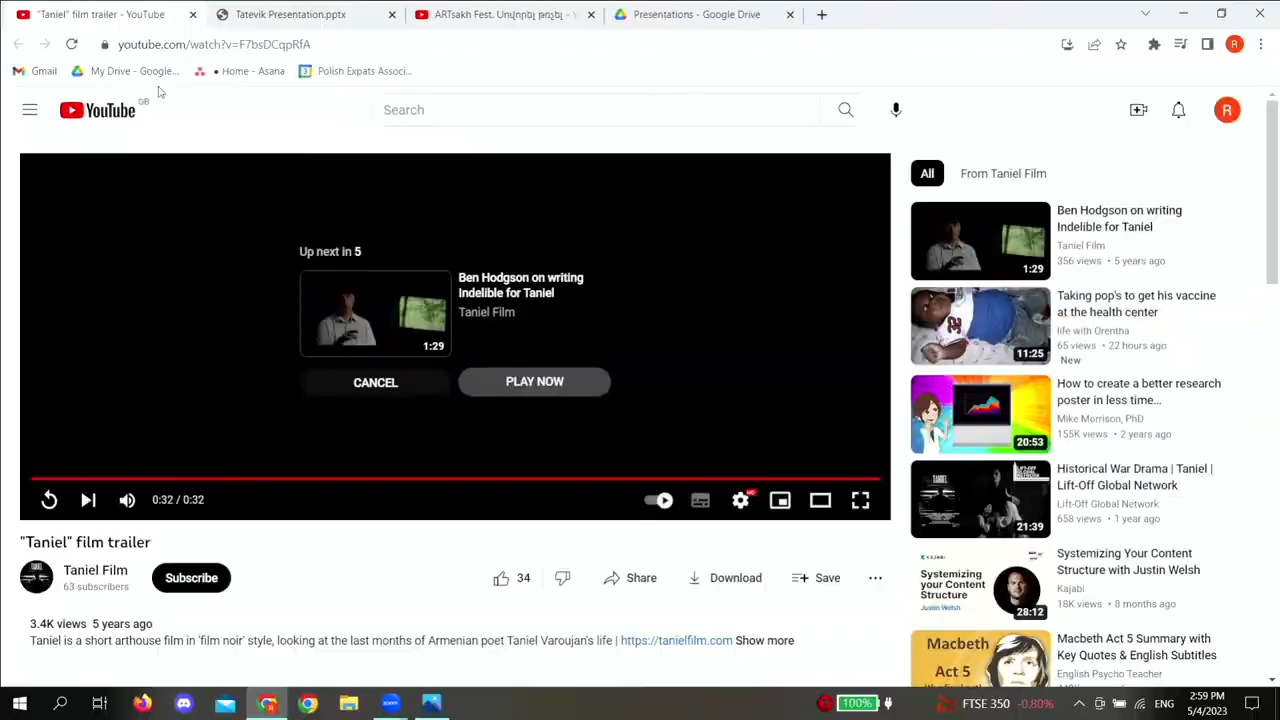 "Taniel" film trailer - YouTube
Tatevik Presentation.pptx
Presentations - Google Drive
youtube.com/watch?v=F7bsDCqpRfA
Gmail
My Drive - Google...
• Home - Asana
Polish Expats Associ...
YouTube GB
Search
R
Up next in 5
Ben Hodgson on writing
Indelible for Taniel
Taniel Film
1:29
CANCEL
PLAY NOW
0:32 / 0:32
"Taniel" film trailer
Taniel Film
63 subscribers
Subscribe
34
Share
Download
Save
3.4K views 5 years ago
Taniel is a short arthouse film in 'film noir' style, looking at the last months of Armenian poet Taniel Varoujan's life | https://tanielfilm.com Show more
All
From Taniel Film
Ben Hodgson on writing
Indelible for Taniel
Taniel Film
356 views • 5 years ago
1:29
Taking pop's to get his vaccine
at the health center
life with Orentha
65 views • 22 hours ago
New
11:25
How to create a better research
poster in less time...
Mike Morrison, PhD
155K views • 2 years ago
20:53
Historical War Drama | Taniel |
Lift-Off Global Network
Lift-Off Global Network
658 views • 1 year ago
21:39
Systemizing Your Content
Structure with Justin Welsh
Kajabi
18K views • 8 months ago
KAJABI
Systemizing
your Content
Structure
Justin Welsh
28:12
Macbeth Act 5 Summary with
Key Quotes & English Subtitles
English Psycho Teacher
Macbeth
Act 5
100%
FTSE 350 -0.80%
ENG
2:59 PM
5/4/2023